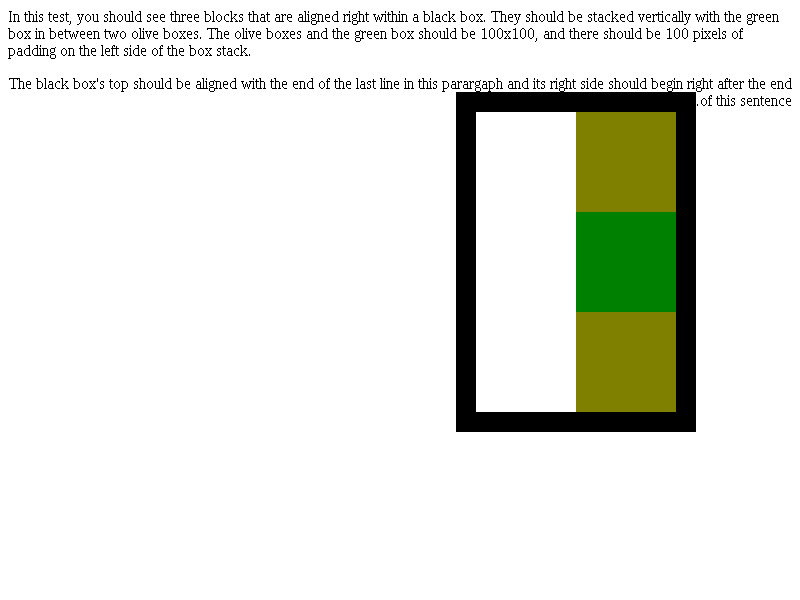 In this test, you should see three blocks that are aligned right within a black box. They should be stacked vertically with the green
box in between two olive boxes. The olive boxes and the green box should be 100x100, and there should be 100 pixels of
padding on the left side of the box stack.
The black box's top should be aligned with the end of the last line in this parargaph and its right side should begin right after the end
.of this sentence